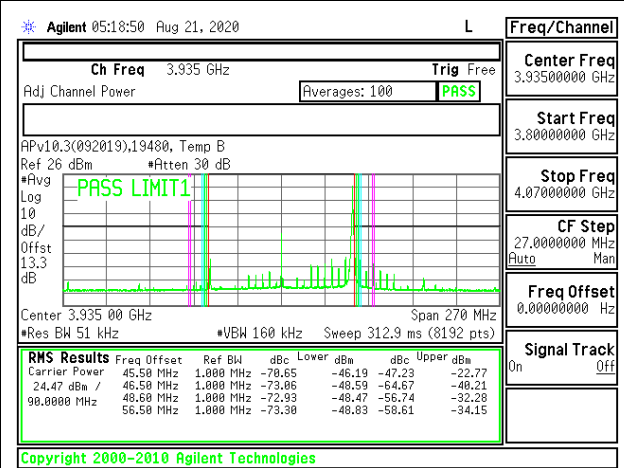 Agilent 05:18:50 Aug 21, 2020 L
Freq/Channel
Ch Freq 3.935 GHz Trig Free
Adj Channel Power Averages: 100 PASS
APv10.3(092019),19480, Temp B
Ref 26 dBm #Atten 30 dB
#Avg
Log
10
dB/
Offst
13.3
dB
PASS LIMIT1
Center 3.935 00 GHz Span 270 MHz
#Res BW 51 kHz #VBW 160 kHz Sweep 312.9 ms (8192 pts)
RMS Results Freq Offset Ref BW dBc Lower dBm dBc Upper dBm
Carrier Power 45.50 MHz 1.000 MHz -70.65 -46.19 -47.23 -22.77
24.47 dBm / 46.50 MHz 1.000 MHz -73.06 -48.59 -64.67 -40.21
90.0000 MHz 48.60 MHz 1.000 MHz -72.93 -48.47 -56.74 -32.28
56.50 MHz 1.000 MHz -73.30 -48.83 -58.61 -34.15
Copyright 2000-2010 Agilent Technologies
Center Freq
3.93500000 GHz
Start Freq
3.80000000 GHz
Stop Freq
4.07000000 GHz
CF Step
27.0000000 MHz
Auto Man
Freq Offset
0.00000000 Hz
Signal Track
On Off